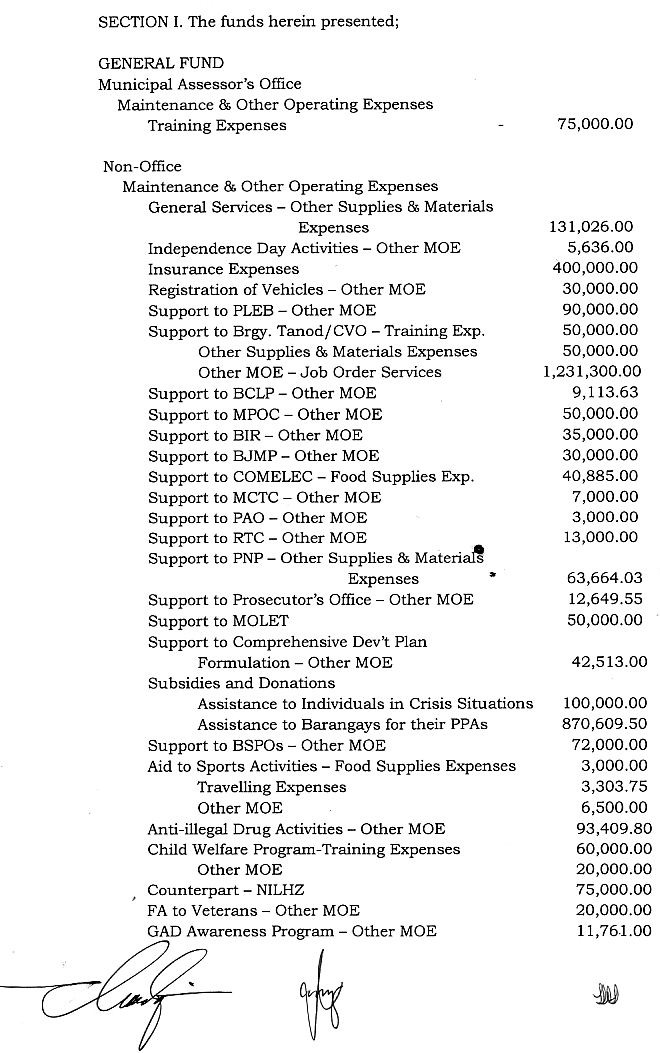 SECTION I. The funds herein presented;
GENERAL FUND
Municipal Assessor's Office
Maintenance & Other Operating Expenses
Training Expenses - 75,000.00
Non-Office
Maintenance & Other Operating Expenses
General Services – Other Supplies & Materials
Expenses 131,026.00
Independence Day Activities – Other MOE 5,636.00
Insurance Expenses 400,000.00
Registration of Vehicles – Other MOE 30,000.00
Support to PLEB – Other MOE 90,000.00
Support to Brgy. Tanod/CVO – Training Exp. 50,000.00
Other Supplies & Materials Expenses 50,000.00
Other MOE – Job Order Services 1,231,300.00
Support to BCLP – Other MOE 9,113.63
Support to MPOC – Other MOE 50,000.00
Support to BIR – Other MOE 35,000.00
Support to BJMP – Other MOE 30,000.00
Support to COMELEC – Food Supplies Exp. 40,885.00
Support to MCTC – Other MOE 7,000.00
Support to PAO – Other MOE 3,000.00
Support to RTC – Other MOE 13,000.00
Support to PNP – Other Supplies & Materials
Expenses 63,664.03
Support to Prosecutor's Office – Other MOE 12,649.55
Support to MOLET 50,000.00
Support to Comprehensive Dev't Plan
Formulation – Other MOE 42,513.00
Subsidies and Donations
Assistance to Individuals in Crisis Situations 100,000.00
Assistance to Barangays for their PPAs 870,609.50
Support to BSPOs – Other MOE 72,000.00
Aid to Sports Activities – Food Supplies Expenses 3,000.00
Travelling Expenses 3,303.75
Other MOE 6,500.00
Anti-illegal Drug Activities – Other MOE 93,409.80
Child Welfare Program-Training Expenses 60,000.00
Other MOE 20,000.00
Counterpart – NILHZ 75,000.00
FA to Veterans – Other MOE 20,000.00
GAD Awareness Program – Other MOE 11,761.00